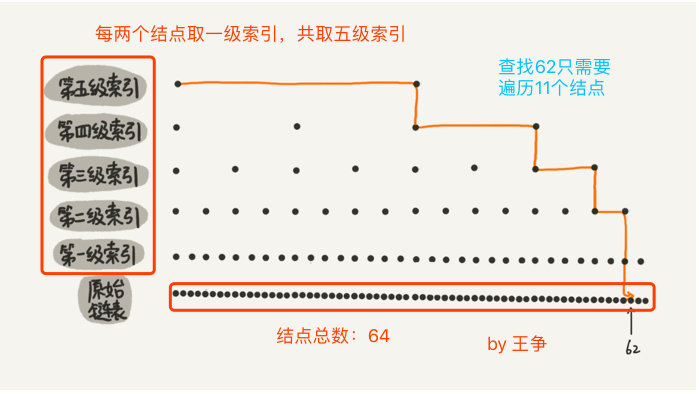 每两个结点取一级索引，共取五级索引
查找62只需要
遍历11个结点
第五级索引
第四级索引
第三级索引
第二级索引
第一级索引
原始
链表
结点总数：64
by 王争
62